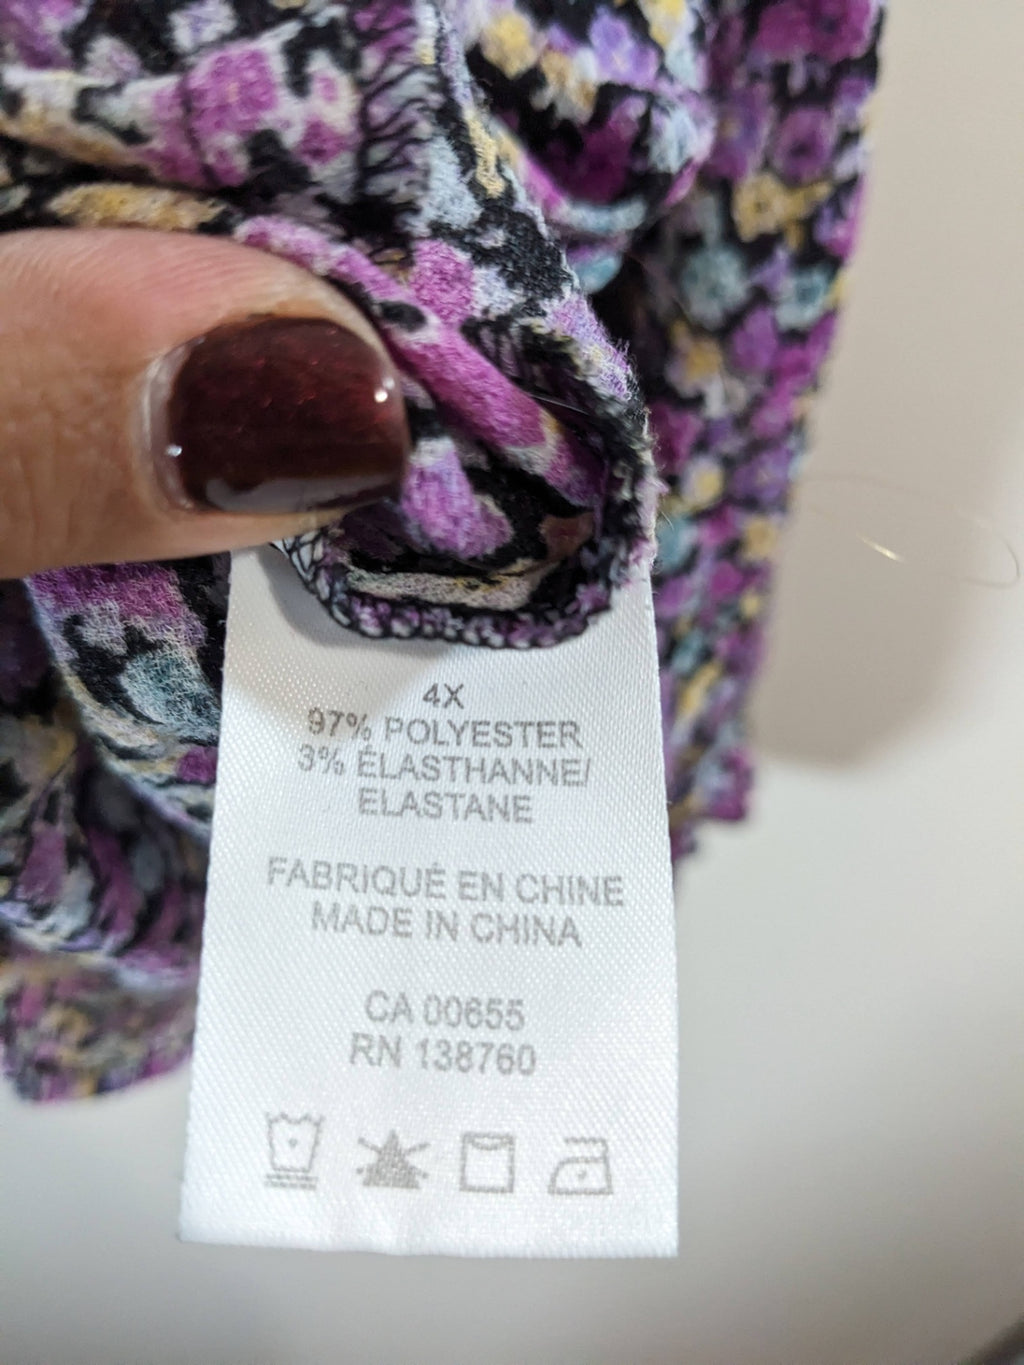 4X
97% POLYESTER
3% ÉLASTHANNE/
ELASTANE
FABRIQUÉ EN CHINE
MADE IN CHINA
CA 00655
RN 138760